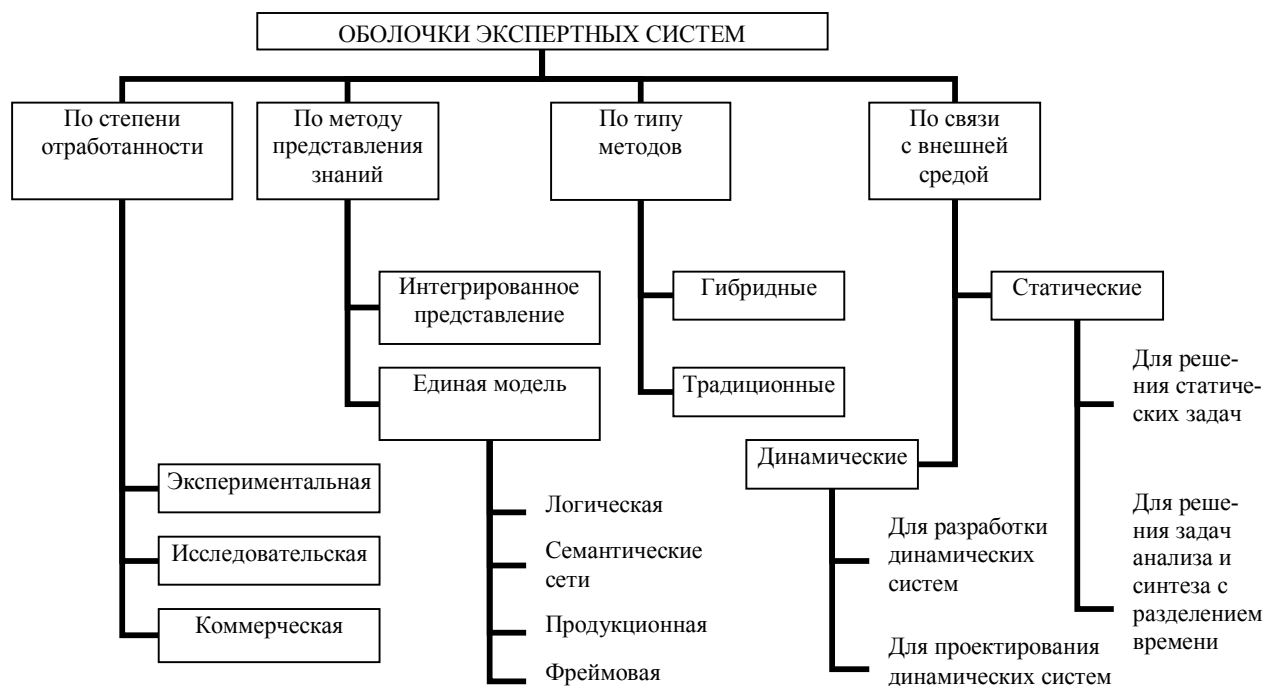 ОБОЛОЧКИ ЭКСПЕРТНЫХ СИСТЕМ
По степени
отработанности
По методу
представления
знаний
По типу
методов
По связи
с внешней
средой
Экспериментальная
Исследовательская
Коммерческая
Интегрированное
представление
Единая модель
Логическая
Семантические
сети
Продукционная
Фреймовая
Гибридные
Традиционные
Статические
Для реше-
ния статиче-
ских задач
Для реше-
ния задач
анализа и
синтеза с
разделением
времени
Динамические
Для разработки
динамических
систем
Для проектирования
динамических систем